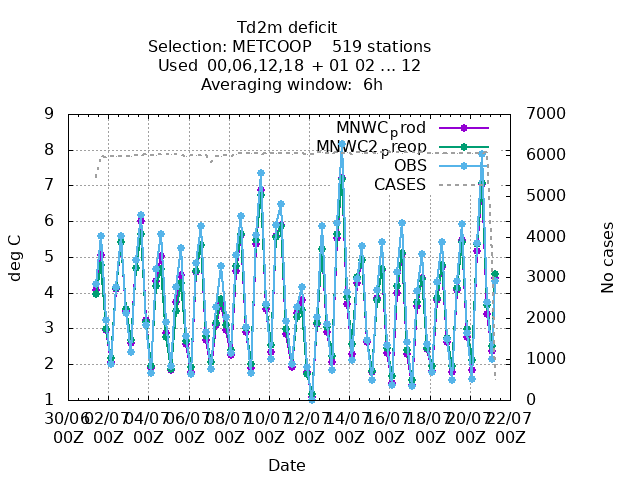 Td2m deficit
Selection: METCOOP 519 stations
Used 00,06,12,18 + 01 02 ... 12
Averaging window: 6h
9 7000
MNWCprod
8 MNWC2preop 6000
OBS
7 CASES 5000
6 4000
deg C No cases
5 3000
4
3 2000
2 1000
1 0
30/06 02/07 04/07 06/07 08/07 10/07 12/07 14/07 16/07 18/07 20/07 22/07
00Z 00Z 00Z 00Z 00Z 00Z 00Z 00Z 00Z 00Z 00Z 00Z
Date